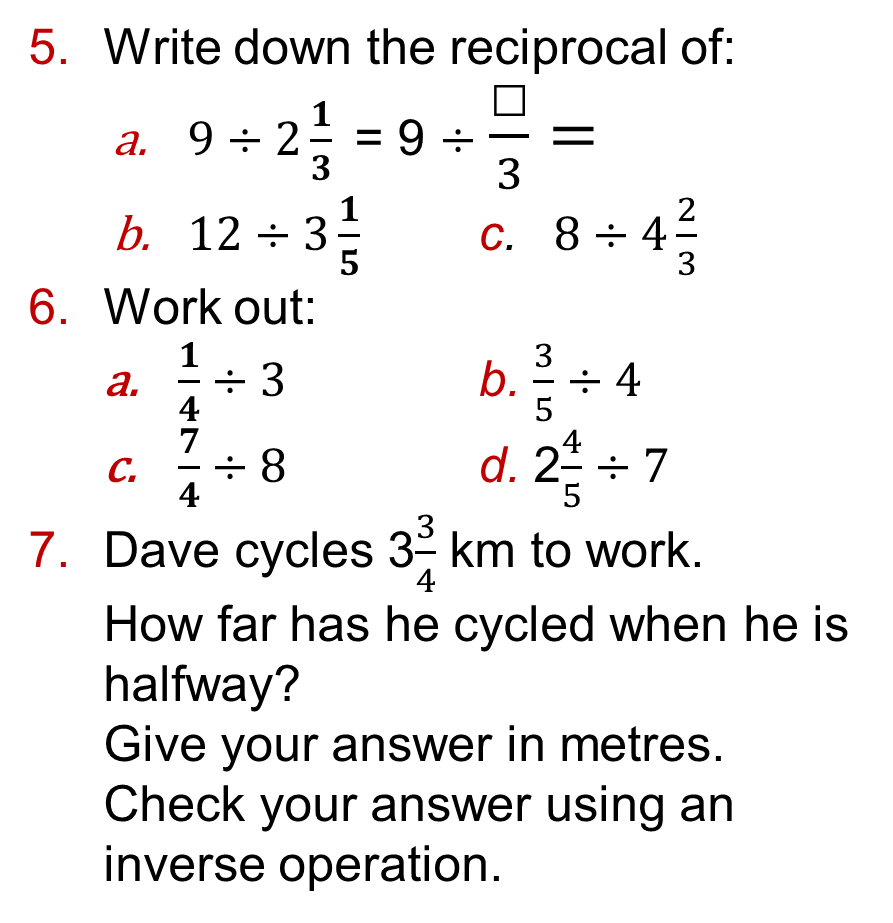 5. Write down the reciprocal of:
a. 9 ÷ 2 1/3 = 9 ÷ □/3 =
b. 12 ÷ 3 1/5 c. 8 ÷ 4 2/3
6. Work out:
a. 1/4 ÷ 3 b. 3/5 ÷ 4
c. 7/4 ÷ 8 d. 2 4/5 ÷ 7
7. Dave cycles 3 3/4 km to work.
How far has he cycled when he is
halfway?
Give your answer in metres.
Check your answer using an
inverse operation.